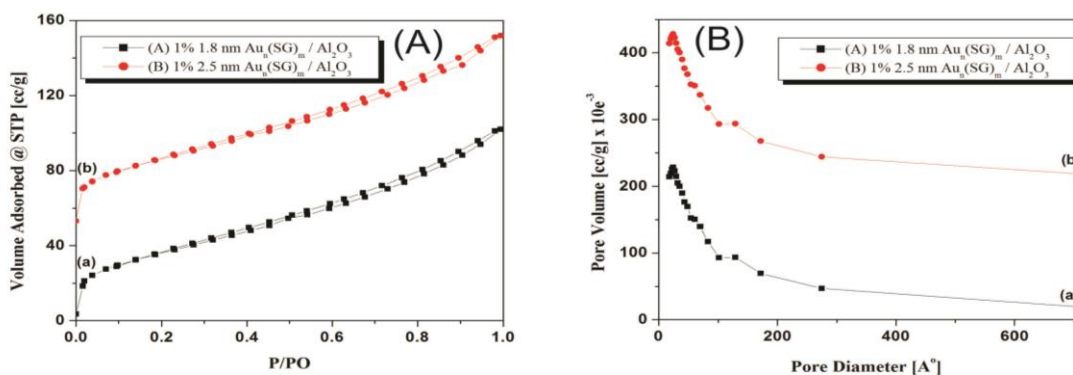 160
120
80
40
0
Volume Adsorbed @ STP [cc/g]
(A) 1% 1.8 nm Auₙ(SG)ₘ / Al₂O₃
(B) 1% 2.5 nm Auₙ(SG)ₘ / Al₂O₃
(A)
(b)
(a)
0.0 0.2 0.4 0.6 0.8 1.0
P/PO
400
300
200
100
0
Pore Volume [cc/g] x 10e⁻³
(B)
(A) 1% 1.8 nm Auₙ(SG)ₘ / Al₂O₃
(B) 1% 2.5 nm Auₙ(SG)ₘ / Al₂O₃
(b
(a
0 200 400 600
Pore Diameter [A°]